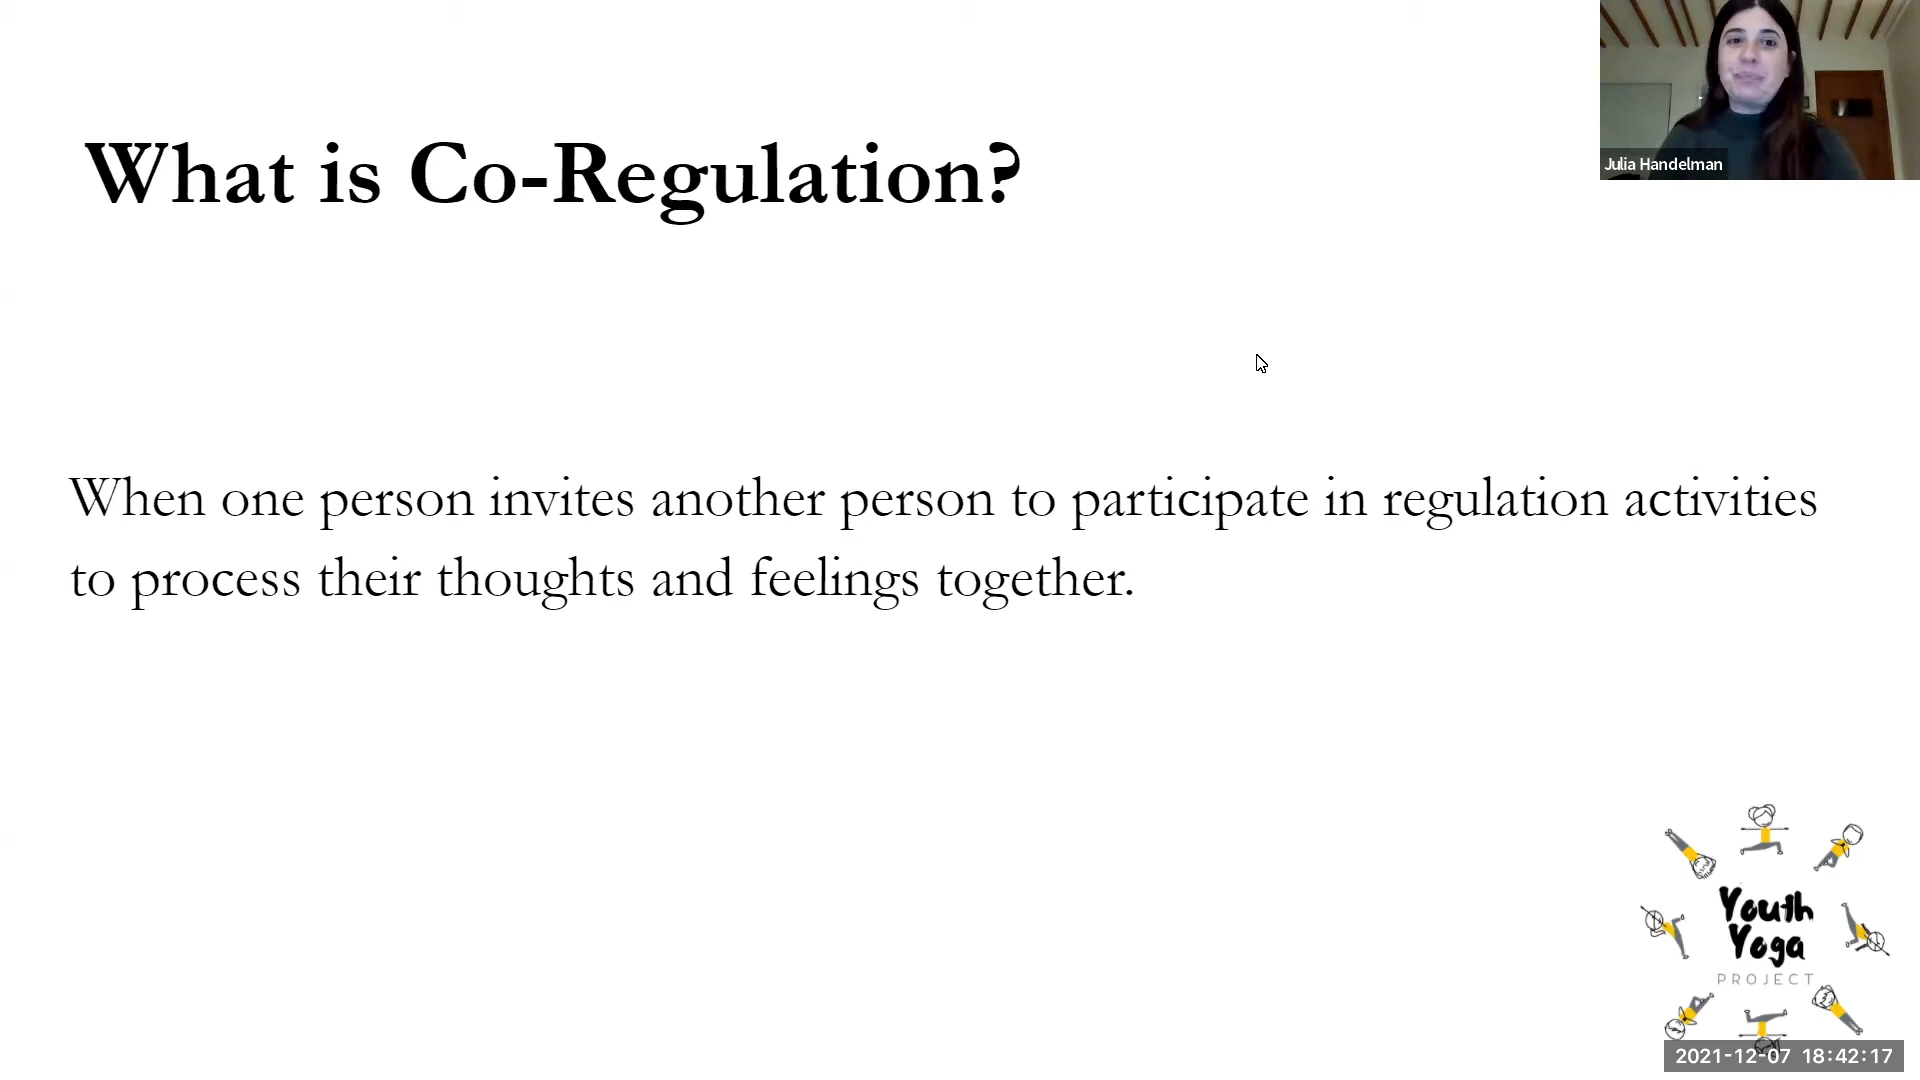 What is Co-Regulation?
Julia Handelman
When one person invites another person to participate in regulation activities
to process their thoughts and feelings together.
Youth
Yoga
PROJECT
2021-12-07 18:42:17